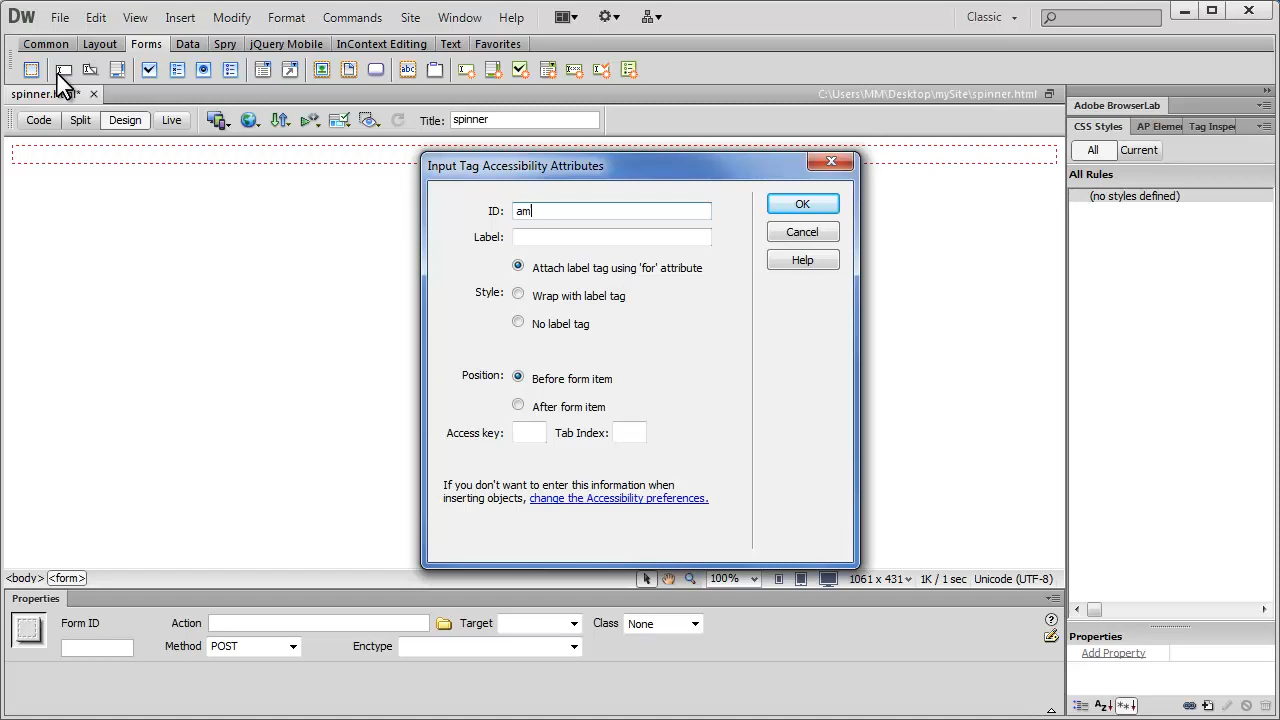 Dw File Edit View Insert Modify Format Commands Site Window Help Classic
Common Layout Forms Data Spry jQuery Mobile InContext Editing Text Favorites
abc
C:\Users\MM\Desktop\mySite\spinner.html
Code Split Design Live Title: spinner
Adobe BrowserLab
CSS Styles AP Elemen Tag Inspec
All Current
All Rules
(no styles defined)
Input Tag Accessibility Attributes
ID: am
Label:
Attach label tag using 'for' attribute
Style: Wrap with label tag
No label tag
Position: Before form item
After form item
Access key: Tab Index:
If you don't want to enter this information when
inserting objects, change the Accessibility preferences.
OK
Cancel
Help
<body> <form> 100% 1061 x 431 1K / 1 sec Unicode (UTF-8)
Properties
Form ID Action Target Class None
Method POST Enctype
Properties
Add Property